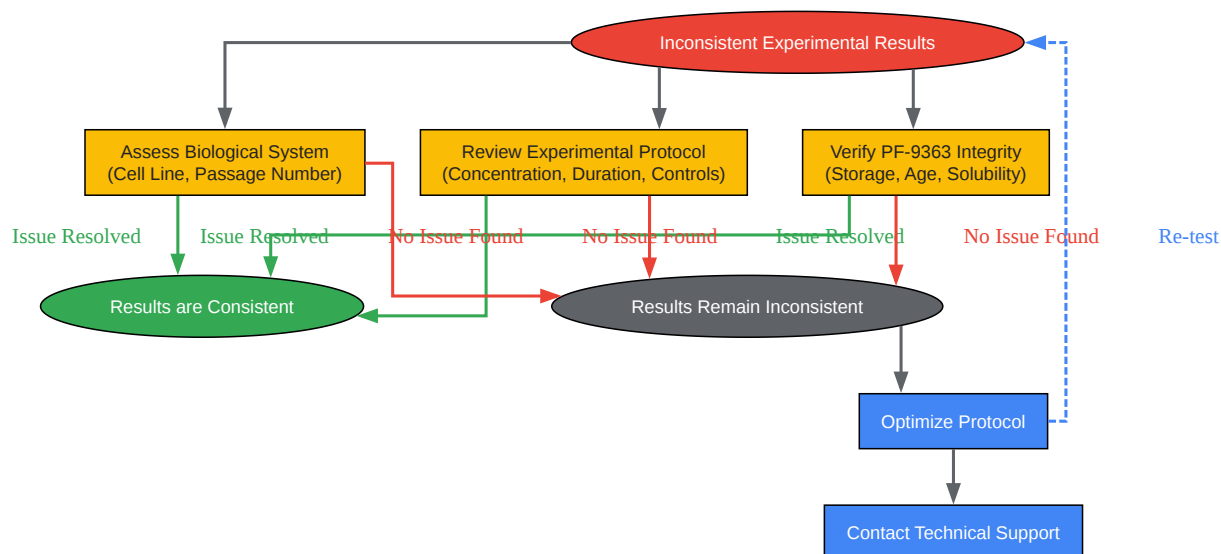 Inconsistent Experimental Results
Assess Biological System
(Cell Line, Passage Number)
Review Experimental Protocol
(Concentration, Duration, Controls)
Verify PF-9363 Integrity
(Storage, Age, Solubility)
Issue Resolved
Issue Resolved
No Issue Found
No Issue Found
Issue Resolved
No Issue Found
Re-test
Results are Consistent
Results Remain Inconsistent
Optimize Protocol
Contact Technical Support